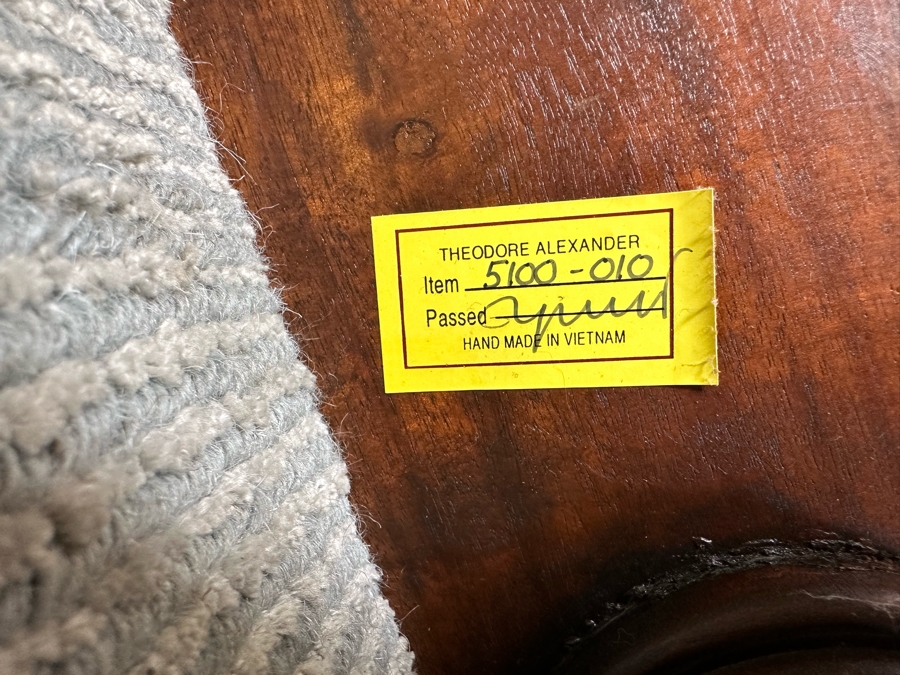 THEODORE ALEXANDER
Item 5100-010
Passed
HAND MADE IN VIETNAM